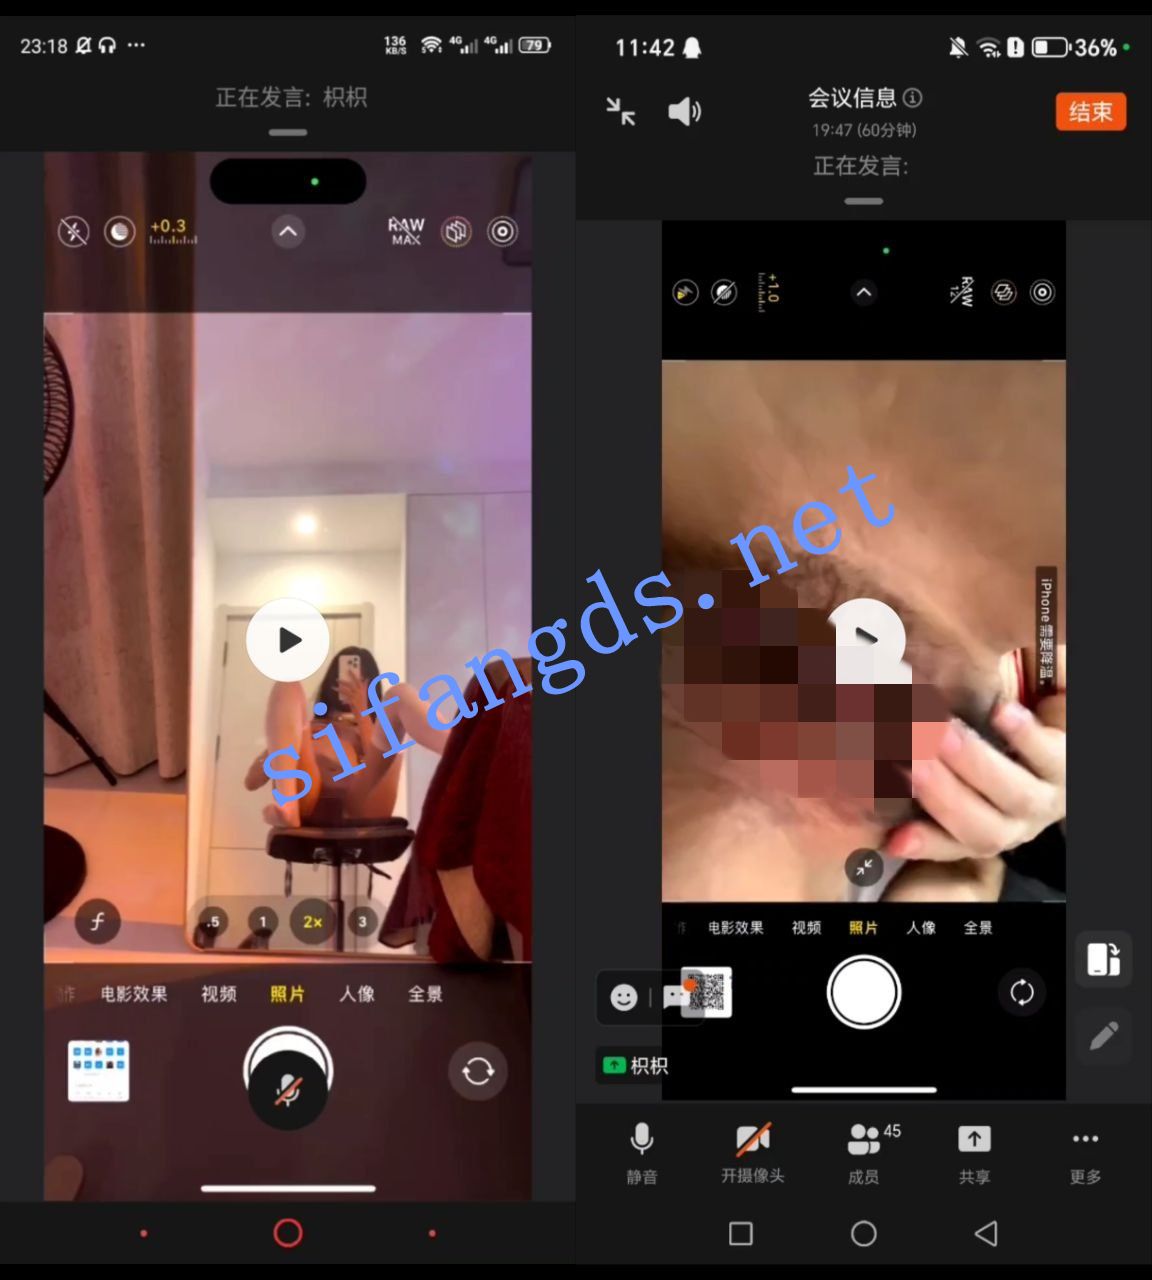 23:18
136
KB/S
4G
4G
79
正在发言: 枳枳
+0.3
RAW
MAX
.5
1
2×
3
电影效果
视频
照片
人像
全景
11:42
36%
会议信息
19:47 (60分钟)
正在发言:
结束
+1.0
RAW
iPhone 需要降温。
电影效果
视频
照片
人像
全景
枳枳
静音
开摄像头
45
成员
共享
更多
sifangds.net